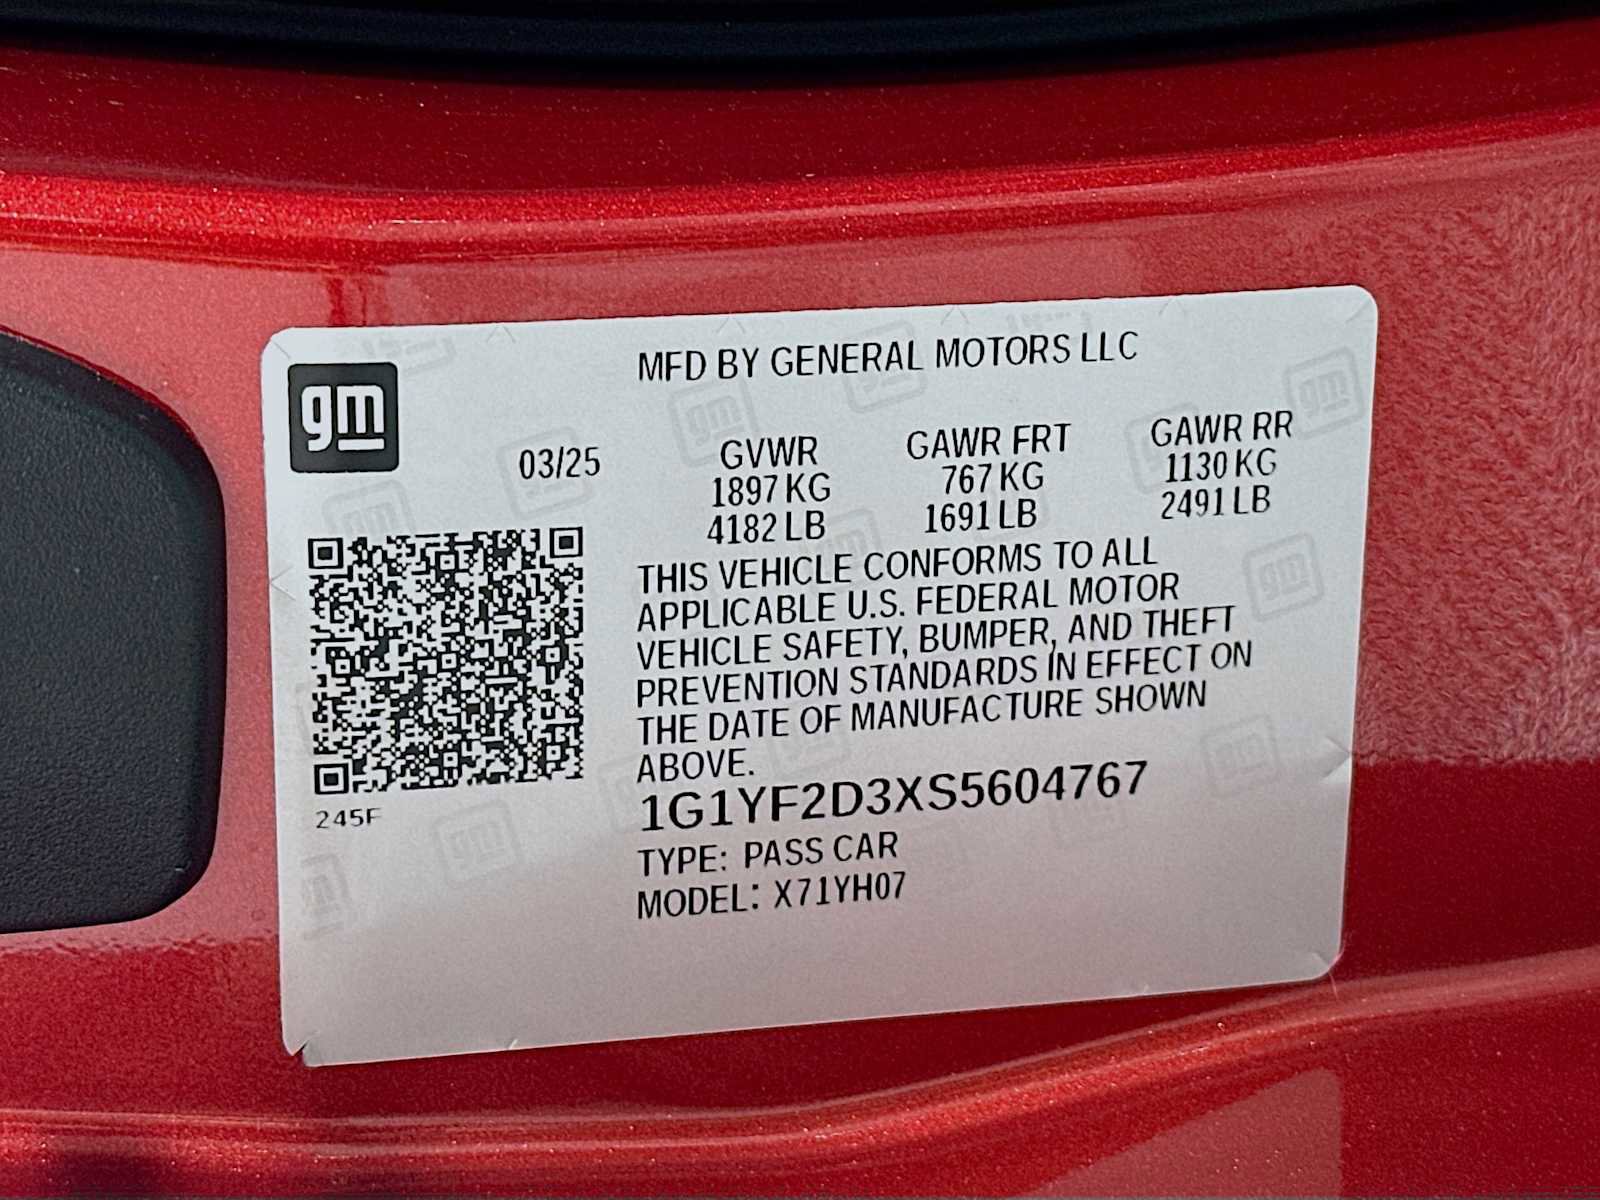 gm
MFD BY GENERAL MOTORS LLC
03/25
GVWR GAWR FRT GAWR RR
1897 KG 767 KG 1130 KG
4182 LB 1691 LB 2491 LB
THIS VEHICLE CONFORMS TO ALL
APPLICABLE U.S. FEDERAL MOTOR
VEHICLE SAFETY, BUMPER, AND THEFT
PREVENTION STANDARDS IN EFFECT ON
THE DATE OF MANUFACTURE SHOWN
ABOVE.
245F
1G1YF2D3XS5604767
TYPE: PASS CAR
MODEL: X71YH07